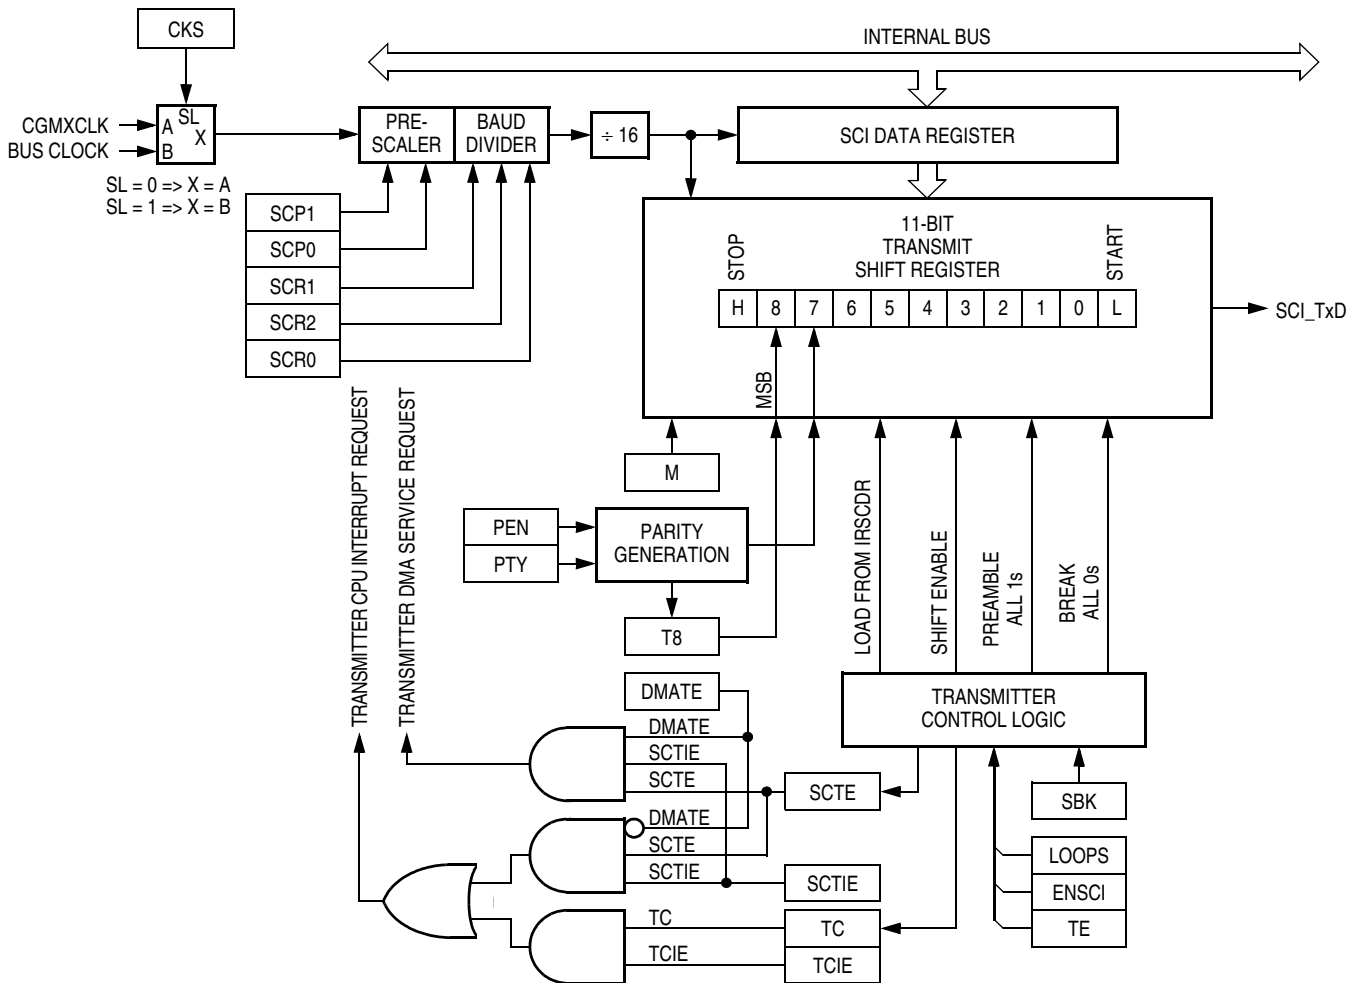 CKS
INTERNAL BUS
CGMXCLK
BUS CLOCK
SL
A
X
B
SL = 0 => X = A
SL = 1 => X = B
PRE-
SCALER
BAUD
DIVIDER
÷ 16
SCI DATA REGISTER
SCP1
SCP0
SCR1
SCR2
SCR0
11-BIT
TRANSMIT
SHIFT REGISTER
STOP
START
H 8 7 6 5 4 3 2 1 0 L
SCI_TxD
MSB
M
PEN
PTY
PARITY
GENERATION
T8
TRANSMITTER CPU INTERRUPT REQUEST
TRANSMITTER DMA SERVICE REQUEST
LOAD FROM IRSCDR
SHIFT ENABLE
PREAMBLE
ALL 1s
BREAK
ALL 0s
TRANSMITTER
CONTROL LOGIC
DMATE
DMATE
SCTIE
SCTE
SCTE
SBK
DMATE
SCTE
SCTIE
SCTIE
LOOPS
ENSCI
TE
TC
TC
TCIE
TCIE